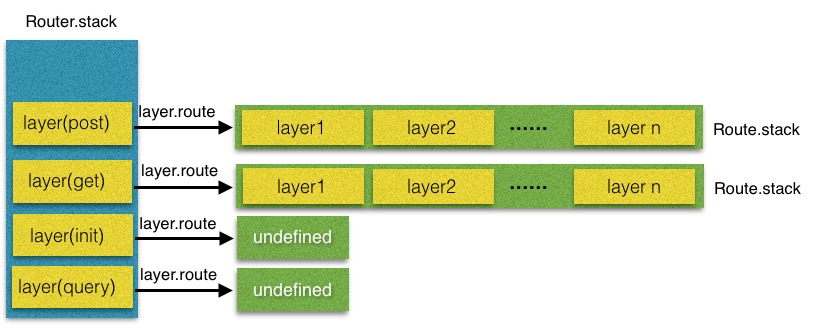 Router.stack
layer(post)
layer.route
layer1
layer2
......
layer n
Route.stack
layer(get)
layer.route
layer1
layer2
......
layer n
Route.stack
layer(init)
layer.route
undefined
layer(query)
layer.route
undefined